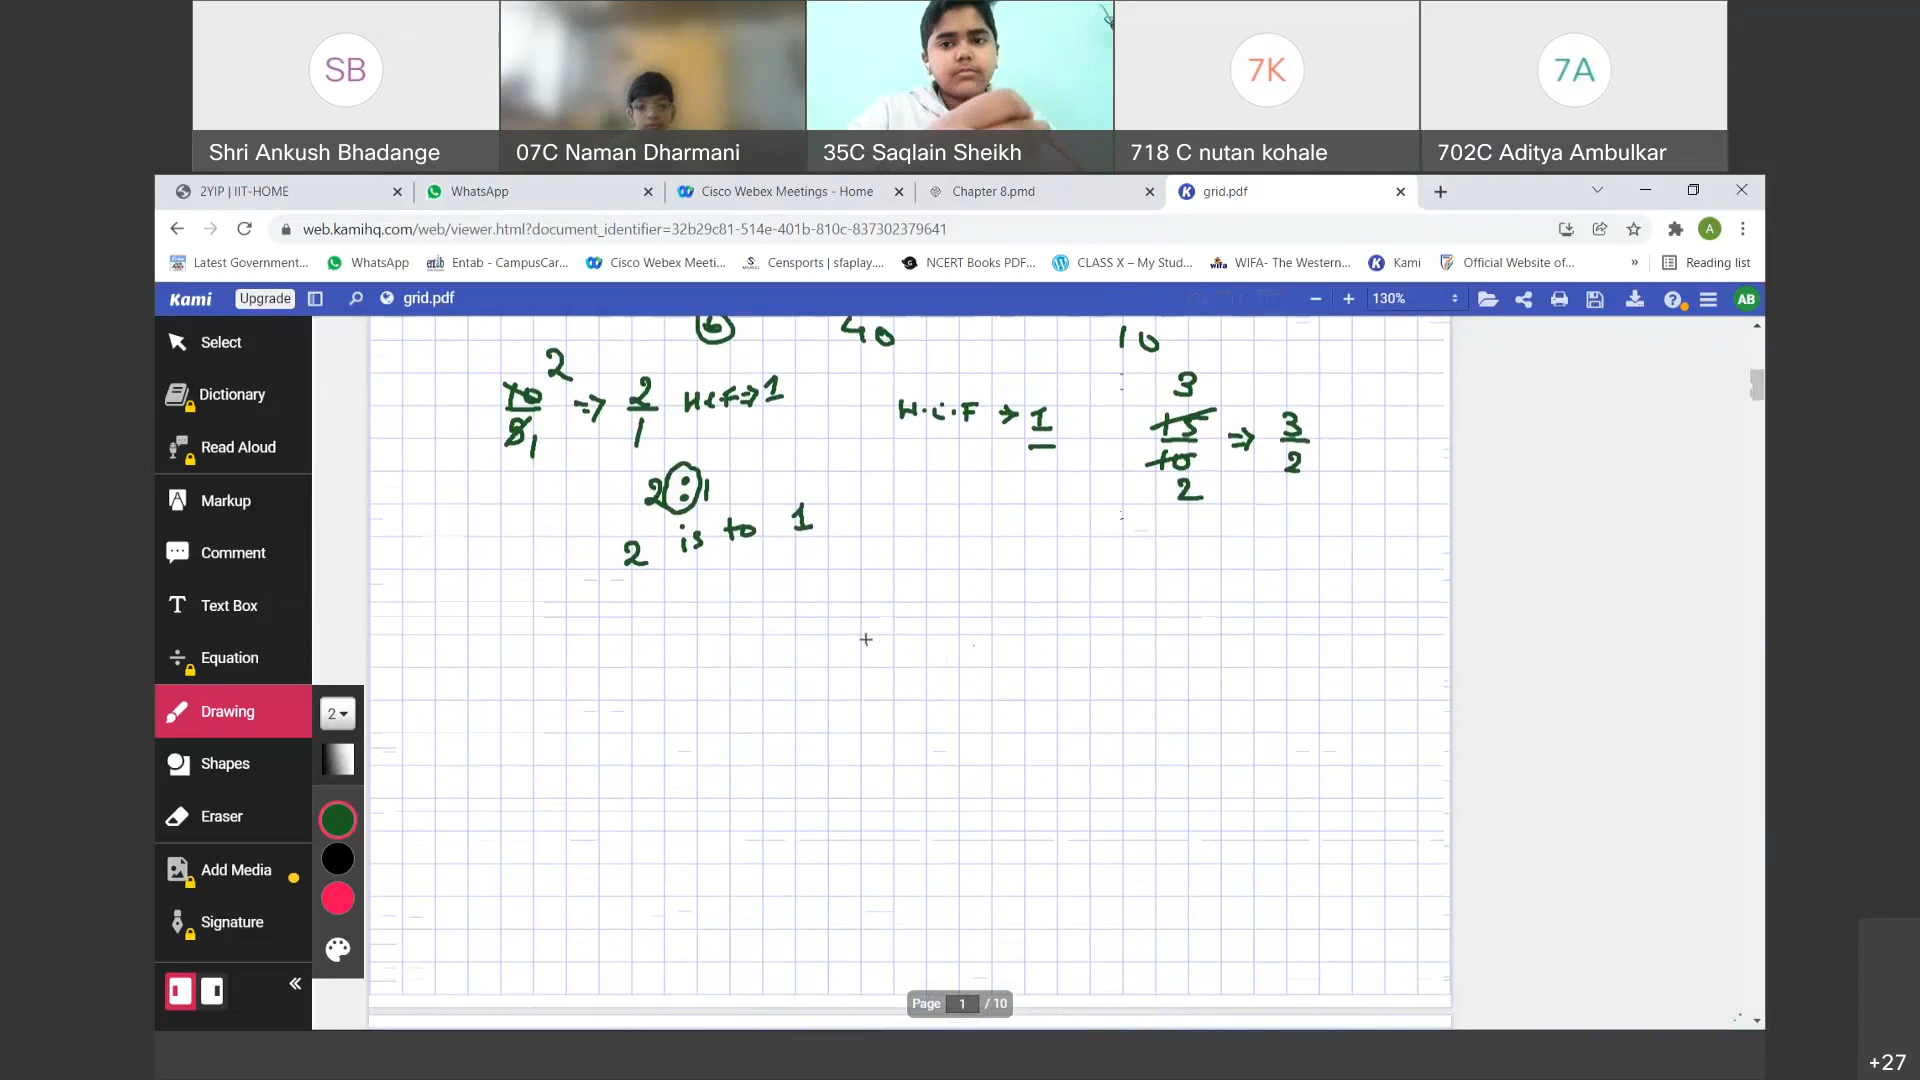 SB
7K
7A
Shri Ankush Bhadange
07C Naman Dharmani
35C Saqlain Sheikh
718 C nutan kohale
702C Aditya Ambulkar
2YIP | IIT-HOME
WhatsApp
Cisco Webex Meetings - Home
Chapter 8.pmd
grid.pdf
web.kamihq.com/web/viewer.html?document_identifier=32b29c81-514e-401b-810c-837302379641
A
Latest Government...
WhatsApp
Entab - CampusCar...
Cisco Webex Meeti...
Censports | sfaplay....
NCERT Books PDF...
CLASS X – My Stud...
WIFA- The Western...
Kami
Official Website of...
»
Reading list
Kami
Upgrade
grid.pdf
130%
AB
Select
Dictionary
Read Aloud
Markup
Comment
Text Box
Equation
Drawing
2
Shapes
Eraser
Add Media
Signature
6
40
10
2
10 => 2 H.C.F => 1
5 1
1
H.C.F → 1
3
15 => 3
10 2
2
2 : 1
2 is to 1
Page 1 / 10
+27